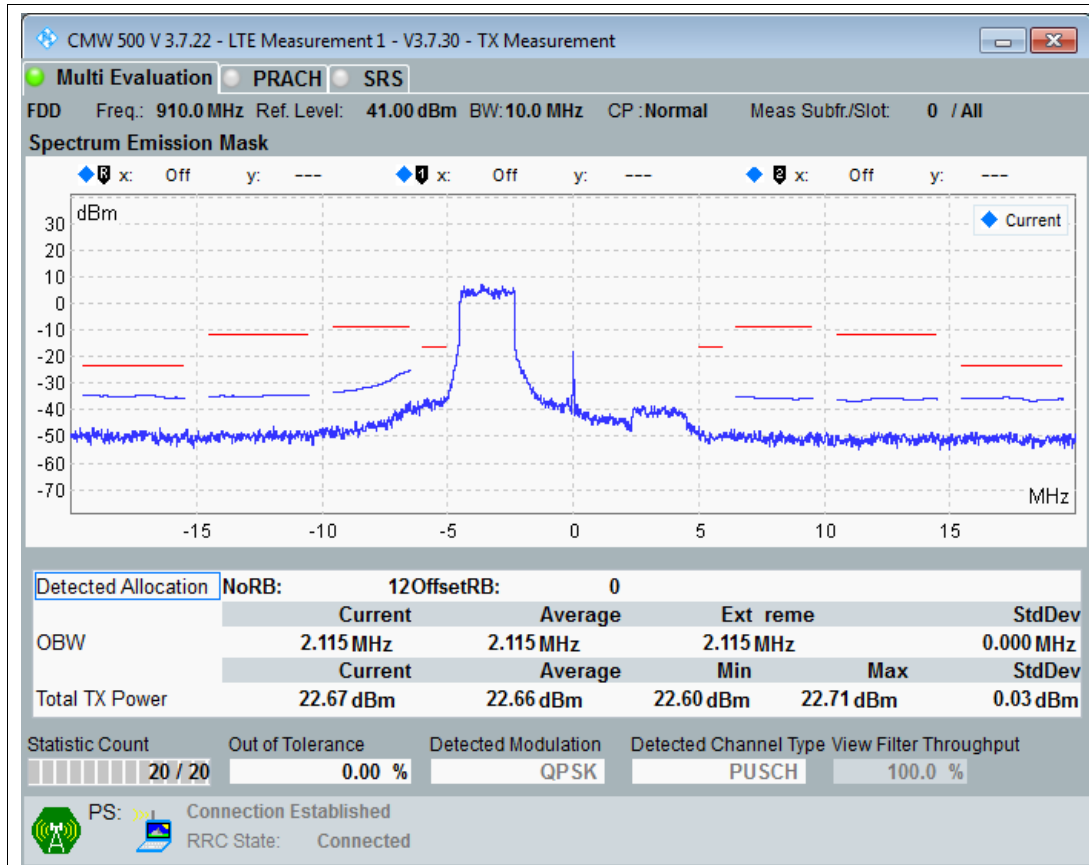 CMW 500 V 3.7.22 - LTE Measurement 1 - V3.7.30 - TX Measurement
Multi Evaluation PRACH SRS
FDD Freq.: 910.0 MHz Ref. Level: 41.00 dBm BW: 10.0 MHz CP : Normal Meas Subfr./Slot: 0 / All
Spectrum Emission Mask
R x: Off y: --- 1 x: Off y: --- 2 x: Off y: ---
dBm
Current
30
20
10
0
-10
-20
-30
-40
-50
-60
-70
MHz
-15 -10 -5 0 5 10 15
Detected Allocation NoRB: 12 OffsetRB: 0
Current Average Ext reme StdDev
OBW 2.115 MHz 2.115 MHz 2.115 MHz 0.000 MHz
Current Average Min Max StdDev
Total TX Power 22.67 dBm 22.66 dBm 22.60 dBm 22.71 dBm 0.03 dBm
Statistic Count Out of Tolerance Detected Modulation Detected Channel Type View Filter Throughput
20 / 20 0.00 % QPSK PUSCH 100.0 %
PS: Connection Established
RRC State: Connected